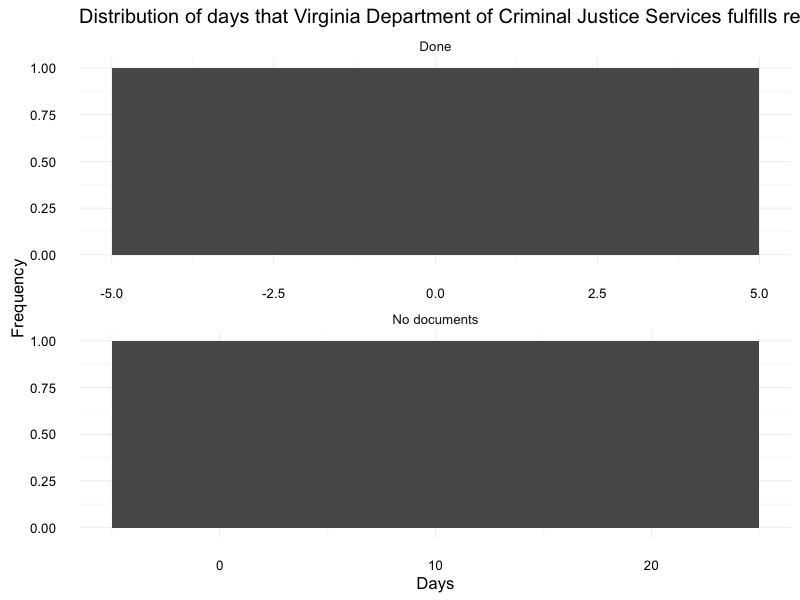 Distribution of days that Virginia Department of Criminal Justice Services fulfills re
Done
1.00
0.75
0.50
0.25
0.00
-5.0 -2.5 0.0 2.5 5.0
Frequency
No documents
1.00
0.75
0.50
0.25
0.00
0 10 20
Days